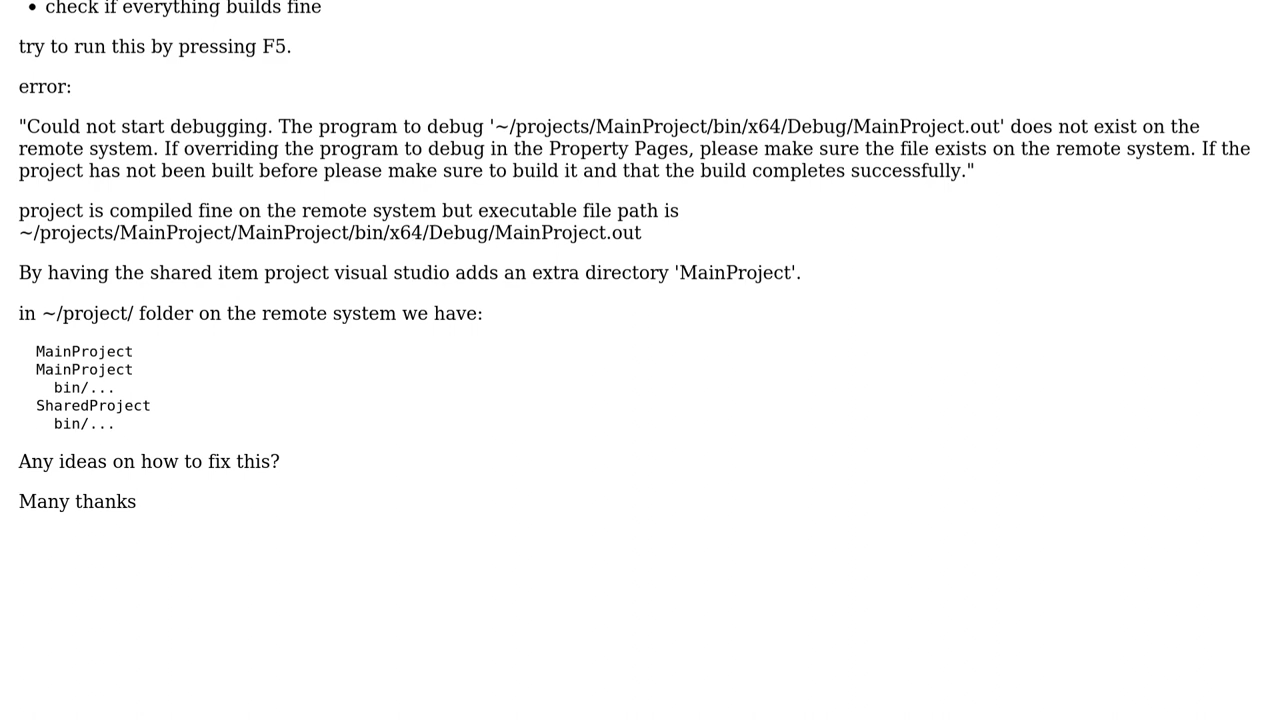 • check if everything builds fine
try to run this by pressing F5.
error:
"Could not start debugging. The program to debug '~/projects/MainProject/bin/x64/Debug/MainProject.out' does not exist on the
remote system. If overriding the program to debug in the Property Pages, please make sure the file exists on the remote system. If the
project has not been built before please make sure to build it and that the build completes successfully."
project is compiled fine on the remote system but executable file path is
~/projects/MainProject/MainProject/bin/x64/Debug/MainProject.out
By having the shared item project visual studio adds an extra directory 'MainProject'.
in ~/project/ folder on the remote system we have:
MainProject
MainProject
bin/...
SharedProject
bin/...
Any ideas on how to fix this?
Many thanks